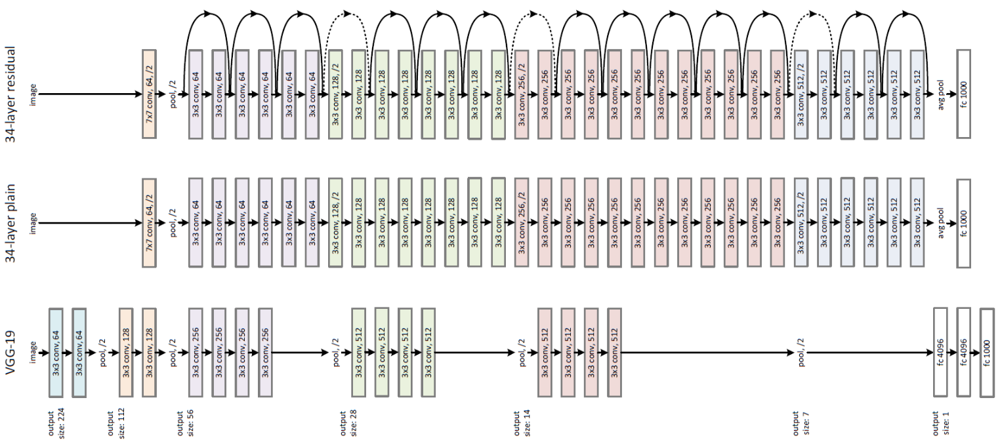 34-layer residual
image
7x7 conv, 64, /2
pool, /2
3x3 conv, 64
3x3 conv, 64
3x3 conv, 64
3x3 conv, 64
3x3 conv, 64
3x3 conv, 64
3x3 conv, 128, /2
3x3 conv, 128
3x3 conv, 128
3x3 conv, 128
3x3 conv, 128
3x3 conv, 128
3x3 conv, 128
3x3 conv, 128
3x3 conv, 256, /2
3x3 conv, 256
3x3 conv, 256
3x3 conv, 256
3x3 conv, 256
3x3 conv, 256
3x3 conv, 256
3x3 conv, 256
3x3 conv, 256
3x3 conv, 256
3x3 conv, 256
3x3 conv, 256
3x3 conv, 512, /2
3x3 conv, 512
3x3 conv, 512
3x3 conv, 512
3x3 conv, 512
3x3 conv, 512
avg pool
fc 1000
34-layer plain
image
7x7 conv, 64, /2
pool, /2
3x3 conv, 64
3x3 conv, 64
3x3 conv, 64
3x3 conv, 64
3x3 conv, 64
3x3 conv, 64
3x3 conv, 128, /2
3x3 conv, 128
3x3 conv, 128
3x3 conv, 128
3x3 conv, 128
3x3 conv, 128
3x3 conv, 128
3x3 conv, 128
3x3 conv, 256, /2
3x3 conv, 256
3x3 conv, 256
3x3 conv, 256
3x3 conv, 256
3x3 conv, 256
3x3 conv, 256
3x3 conv, 256
3x3 conv, 256
3x3 conv, 256
3x3 conv, 256
3x3 conv, 256
3x3 conv, 512, /2
3x3 conv, 512
3x3 conv, 512
3x3 conv, 512
3x3 conv, 512
3x3 conv, 512
avg pool
fc 1000
VGG-19
image
3x3 conv, 64
3x3 conv, 64
pool, /2
3x3 conv, 128
3x3 conv, 128
pool, /2
3x3 conv, 256
3x3 conv, 256
3x3 conv, 256
3x3 conv, 256
pool, /2
3x3 conv, 512
3x3 conv, 512
3x3 conv, 512
3x3 conv, 512
pool, /2
3x3 conv, 512
3x3 conv, 512
3x3 conv, 512
3x3 conv, 512
pool, /2
fc 4096
fc 4096
fc 1000
output
size: 224
output
size: 112
output
size: 56
output
size: 28
output
size: 14
output
size: 7
output
size: 1